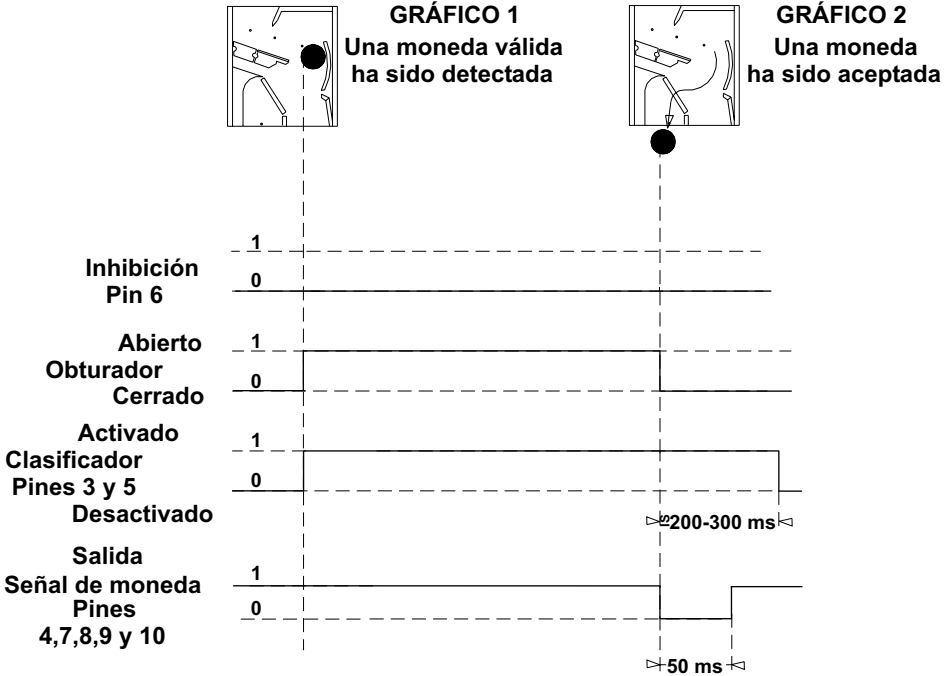 GRÁFICO 1
Una moneda válida
ha sido detectada
GRÁFICO 2
Una moneda
ha sido aceptada
Inhibición
Pin 6
1
0
Abierto
Obturador
Cerrado
1
0
Activado
Clasificador
Pines 3 y 5
Desactivado
1
0
200-300 ms
Salida
Señal de moneda
Pines
4,7,8,9 y 10
1
0
50 ms